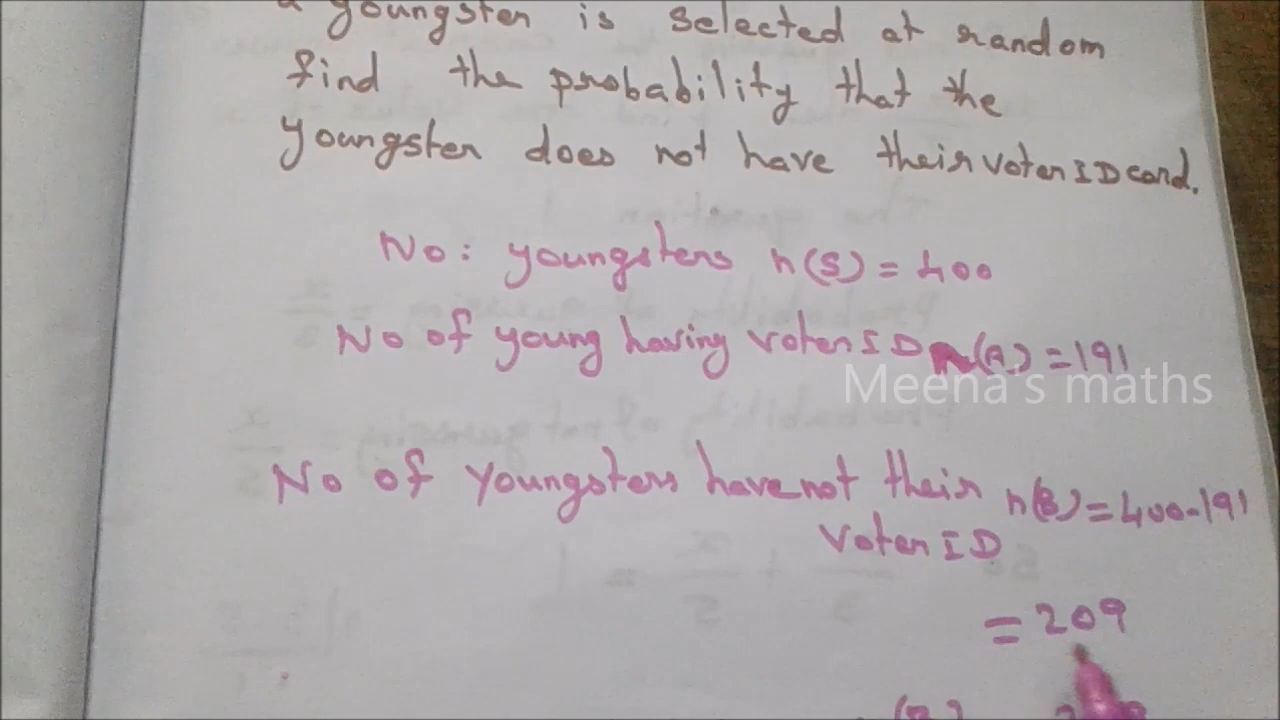 a youngster is selected at random
find the probability that the
youngster does not have their voter ID card.
No: youngsters n(S) = 400
No of young having voter ID n(A) = 191
Meena's maths
No of youngsters have not their n(B) = 400-191
voter ID
= 209